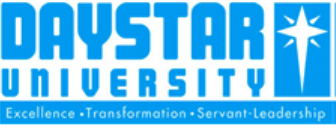 DAYSTAR
UNIVERSITY
Excellence •Transformation • Servant-Leadership